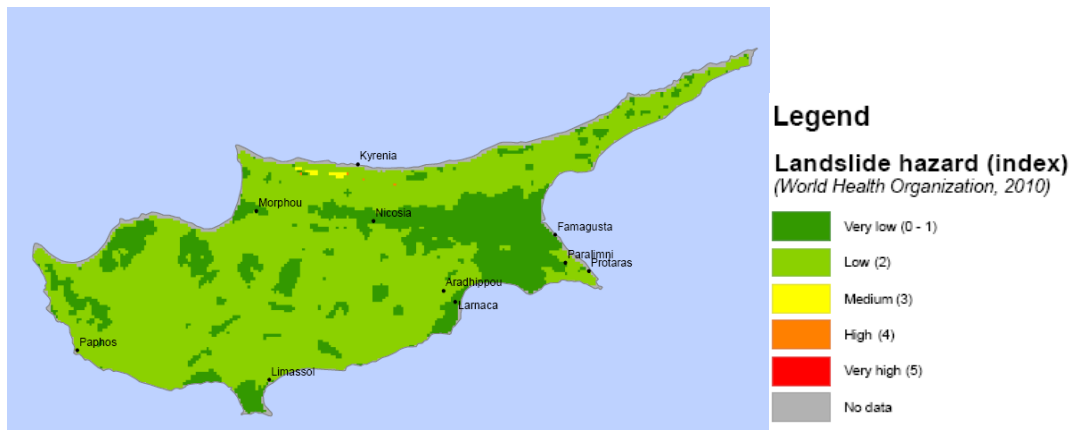 Kyrenia
Morphou
Nicosia
Famagusta
Paralimni
Protaras
Aradhippou
Larnaca
Paphos
Limassol
Legend
Landslide hazard (index)
(World Health Organization, 2010)
Very low (0 - 1)
Low (2)
Medium (3)
High (4)
Very high (5)
No data